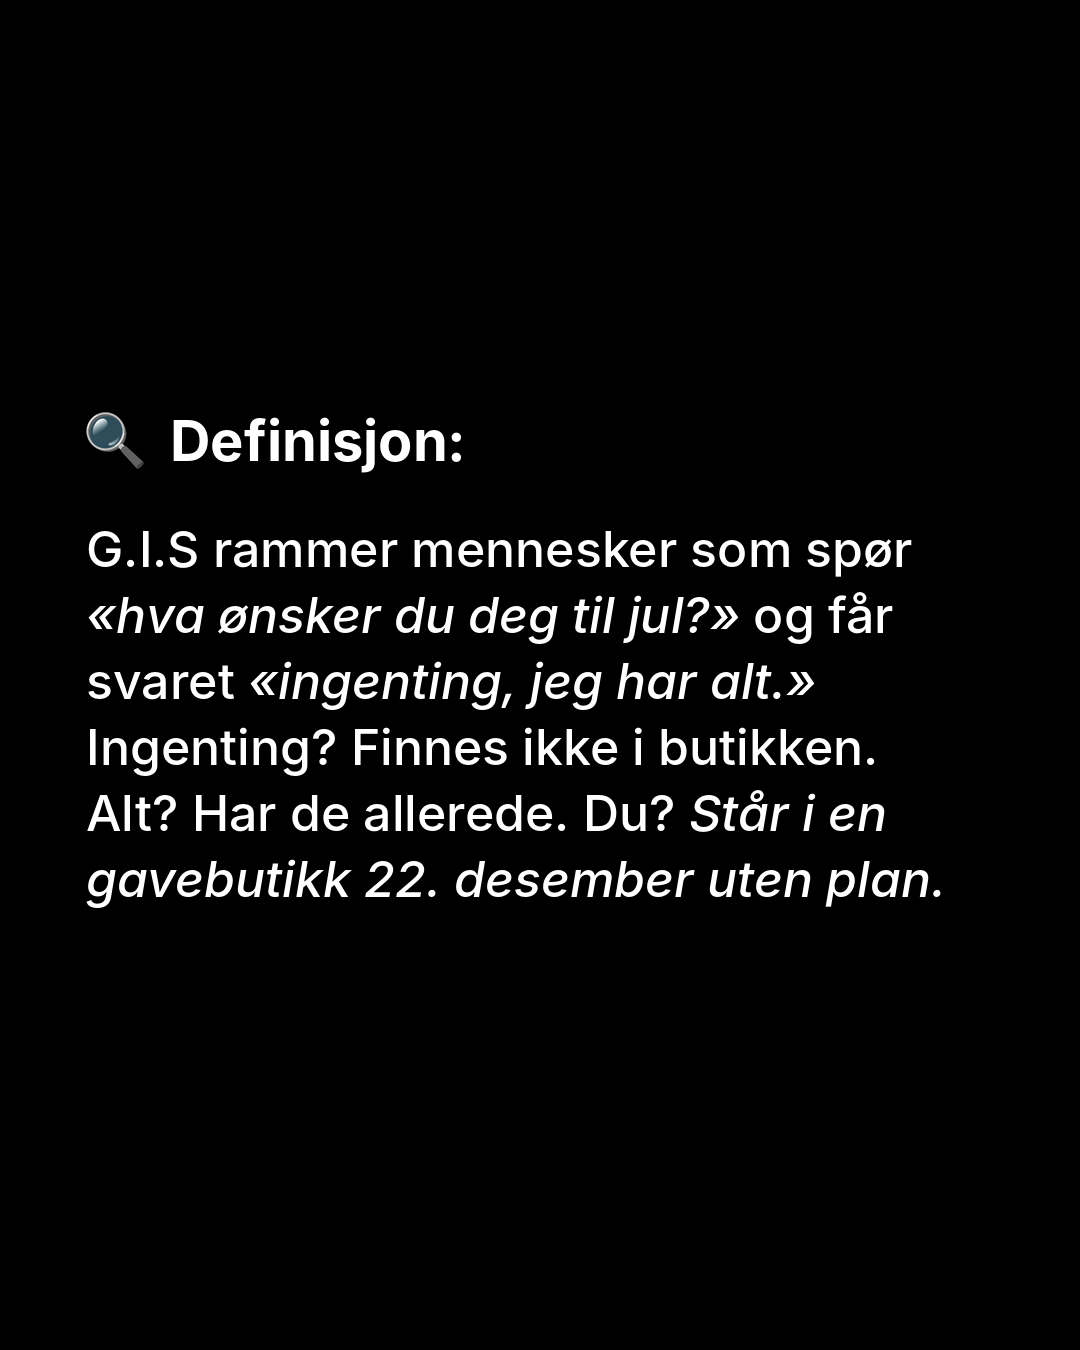 🔍 Definisjon:
G.I.S rammer mennesker som spør
«hva ønsker du deg til jul?» og får
svaret «ingenting, jeg har alt.»
Ingenting? Finnes ikke i butikken.
Alt? Har de allerede. Du? Står i en
gavebutikk 22. desember uten plan.